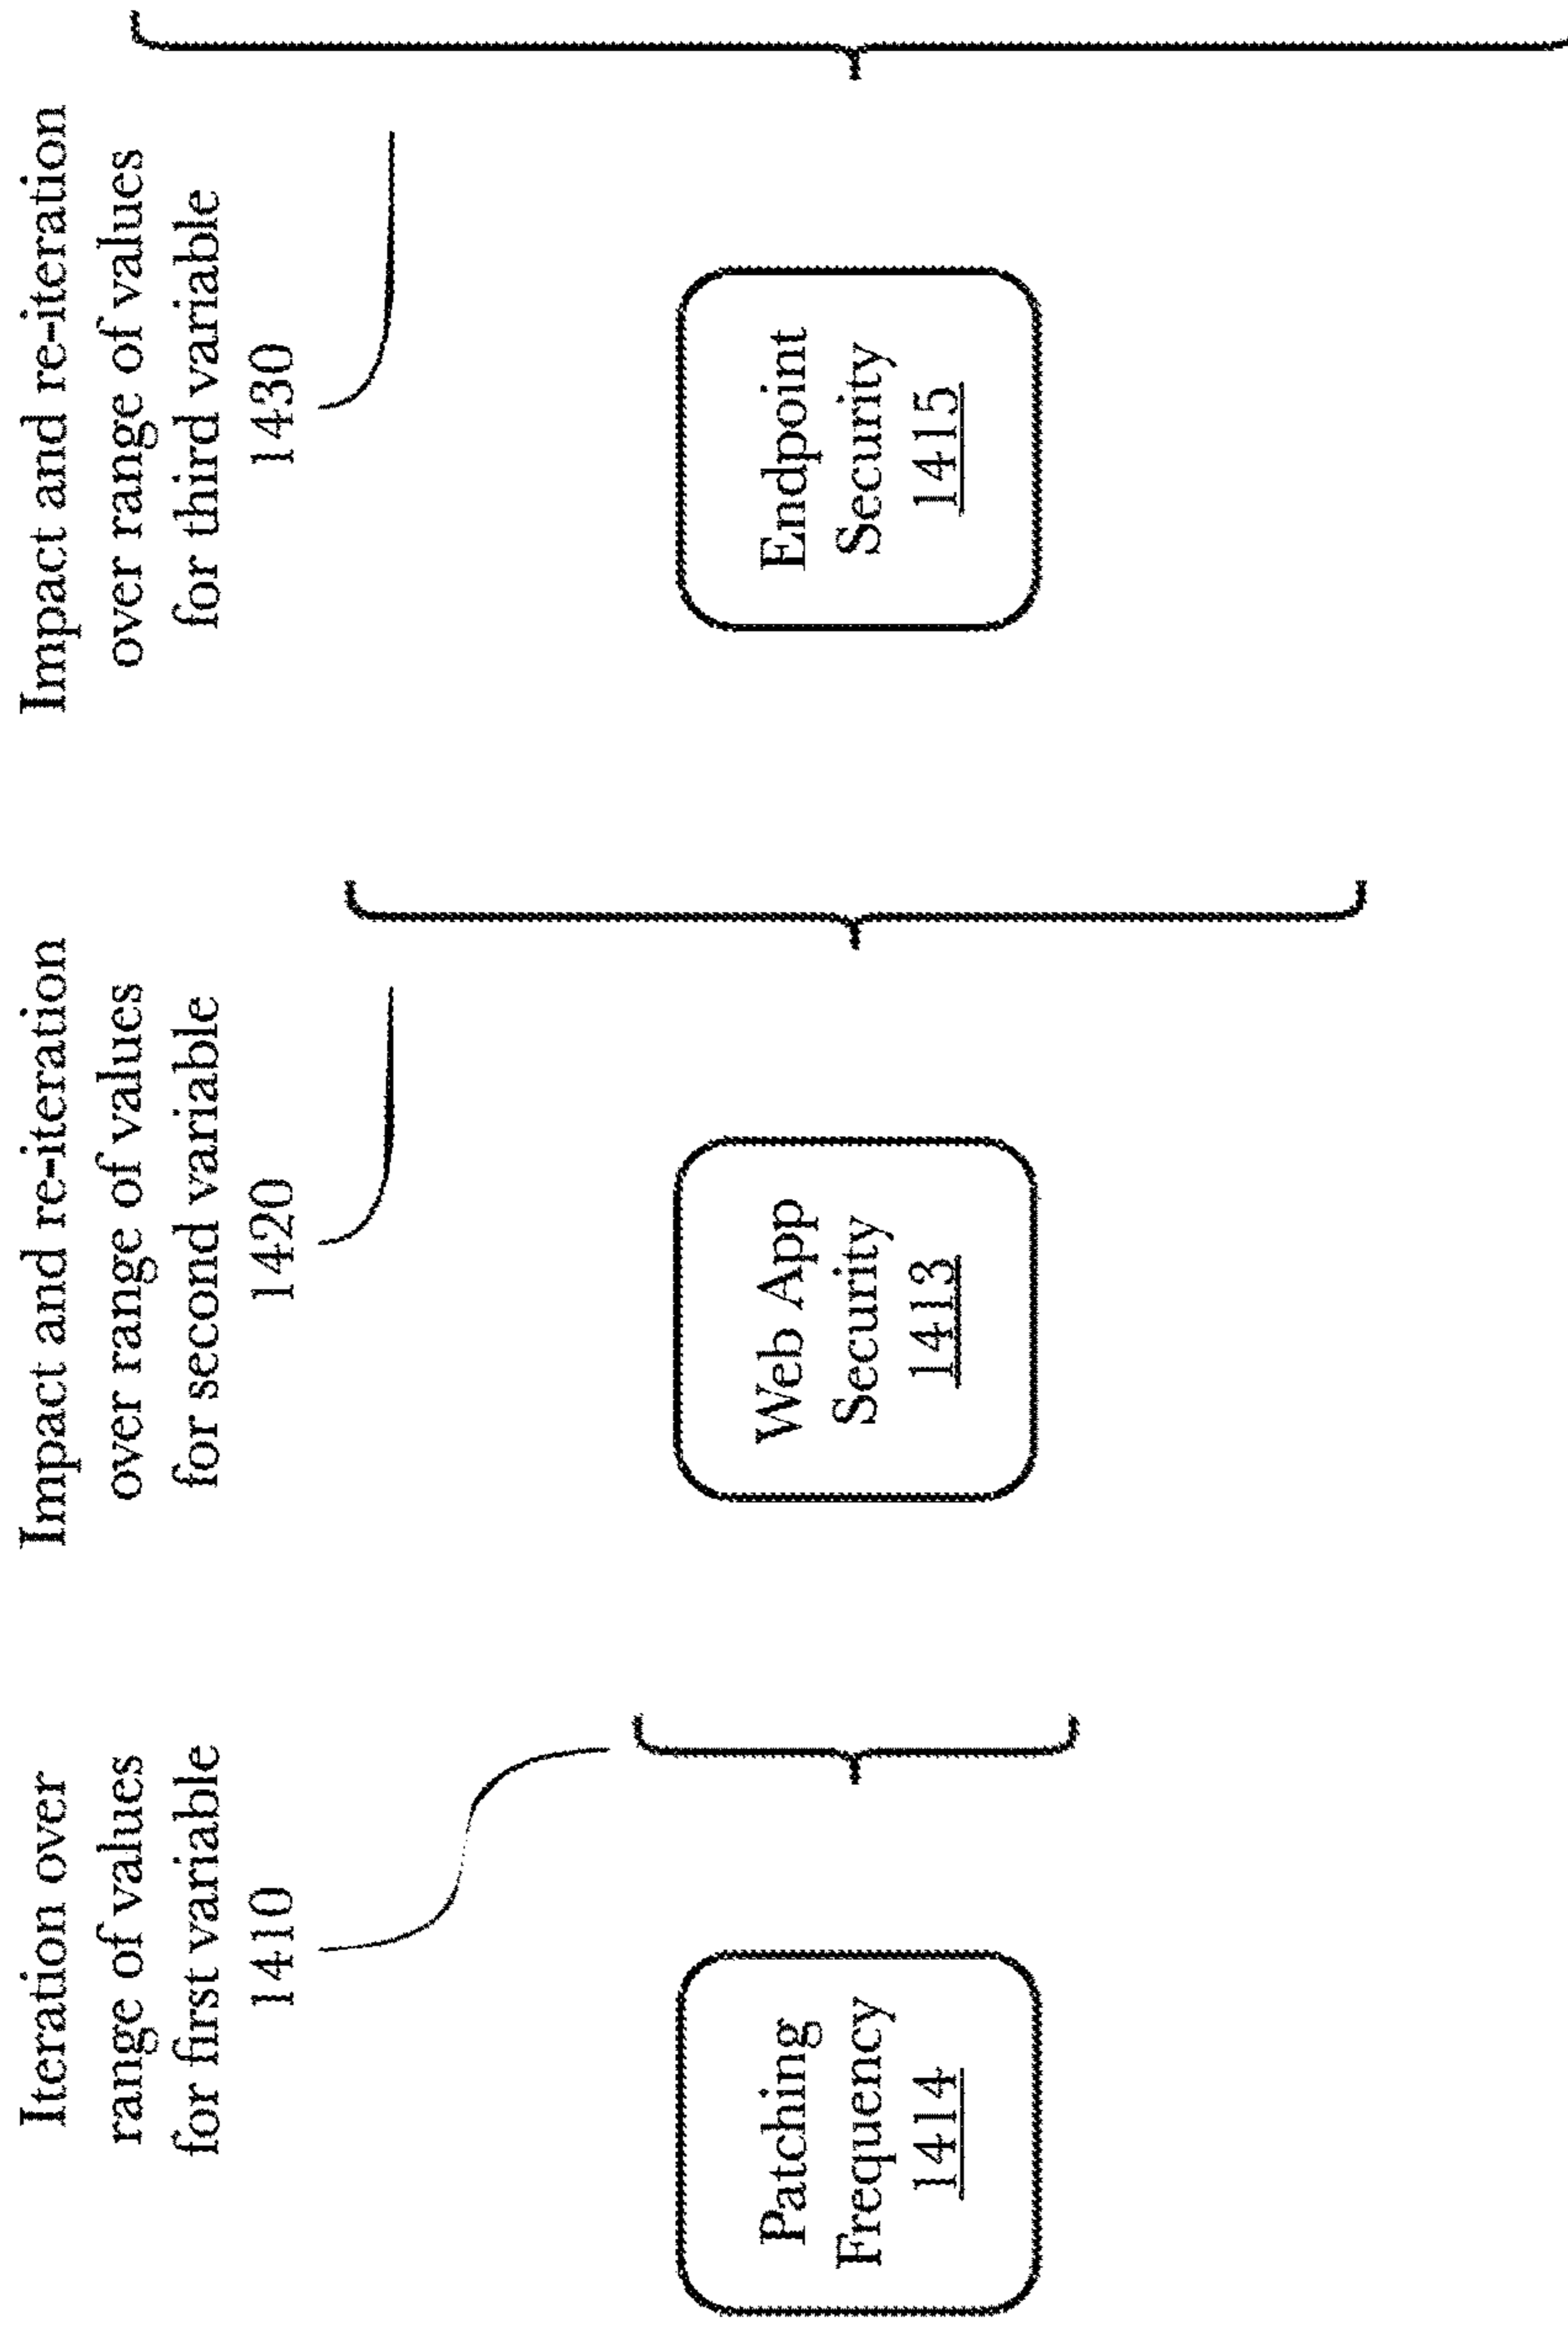 Iteration over
range of values
for first variable
1410
Impact and re-iteration
over range of values
for second variable
1420
Impact and re-iteration
over range of values
for third variable
1430
Patching
Frequency
1414
Web App
Security
1413
Endpoint
Security
1415